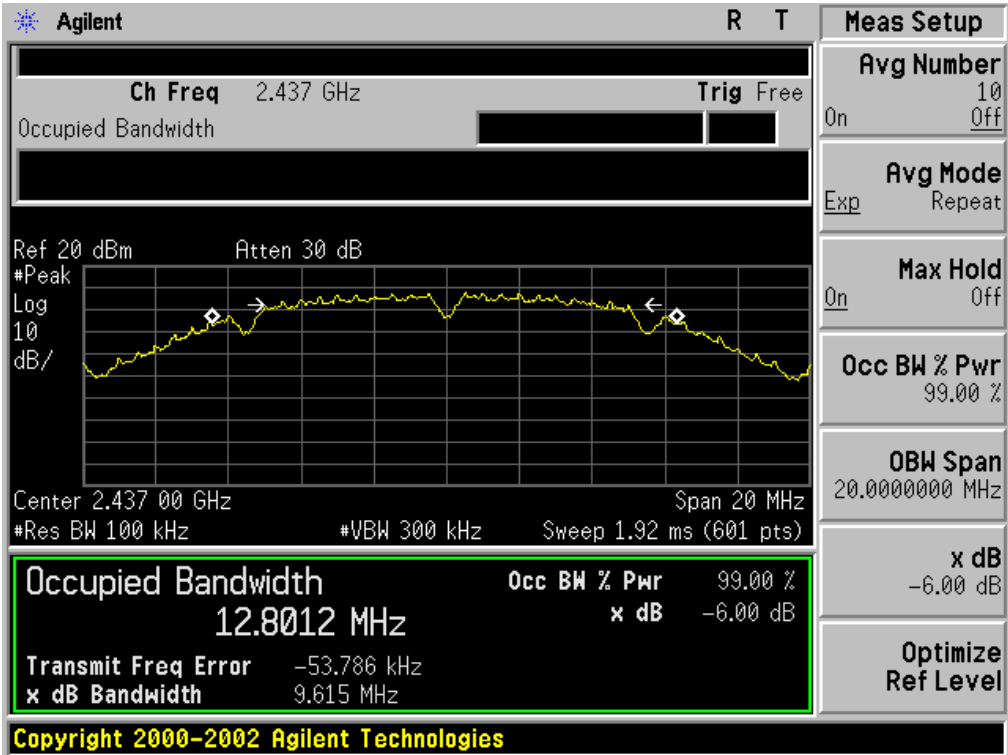 Agilent R T
Ch Freq 2.437 GHz Trig Free
Occupied Bandwidth
Ref 20 dBm Atten 30 dB
#Peak
Log
10
dB/
Center 2.437 00 GHz Span 20 MHz
#Res BW 100 kHz #VBW 300 kHz Sweep 1.92 ms (601 pts)
Occupied Bandwidth Occ BW % Pwr 99.00 %
12.8012 MHz x dB -6.00 dB
Transmit Freq Error -53.786 kHz
x dB Bandwidth 9.615 MHz
Copyright 2000-2002 Agilent Technologies
Meas Setup
Avg Number
10
On Off
Avg Mode
Exp Repeat
Max Hold
On Off
Occ BW % Pwr
99.00 %
OBW Span
20.0000000 MHz
x dB
-6.00 dB
Optimize
Ref Level